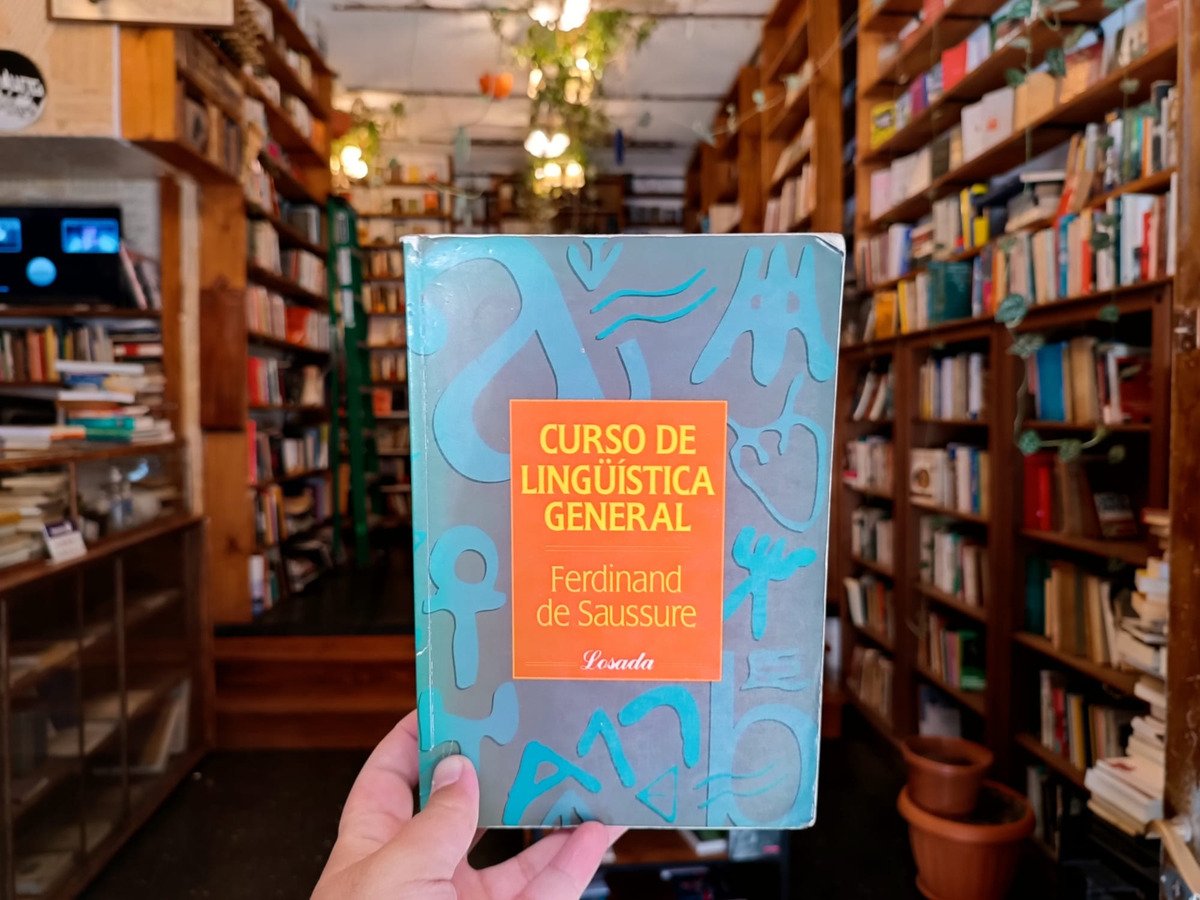 CURSO DE
LINGÜÍSTICA
GENERAL
Ferdinand
de Saussure
Losada